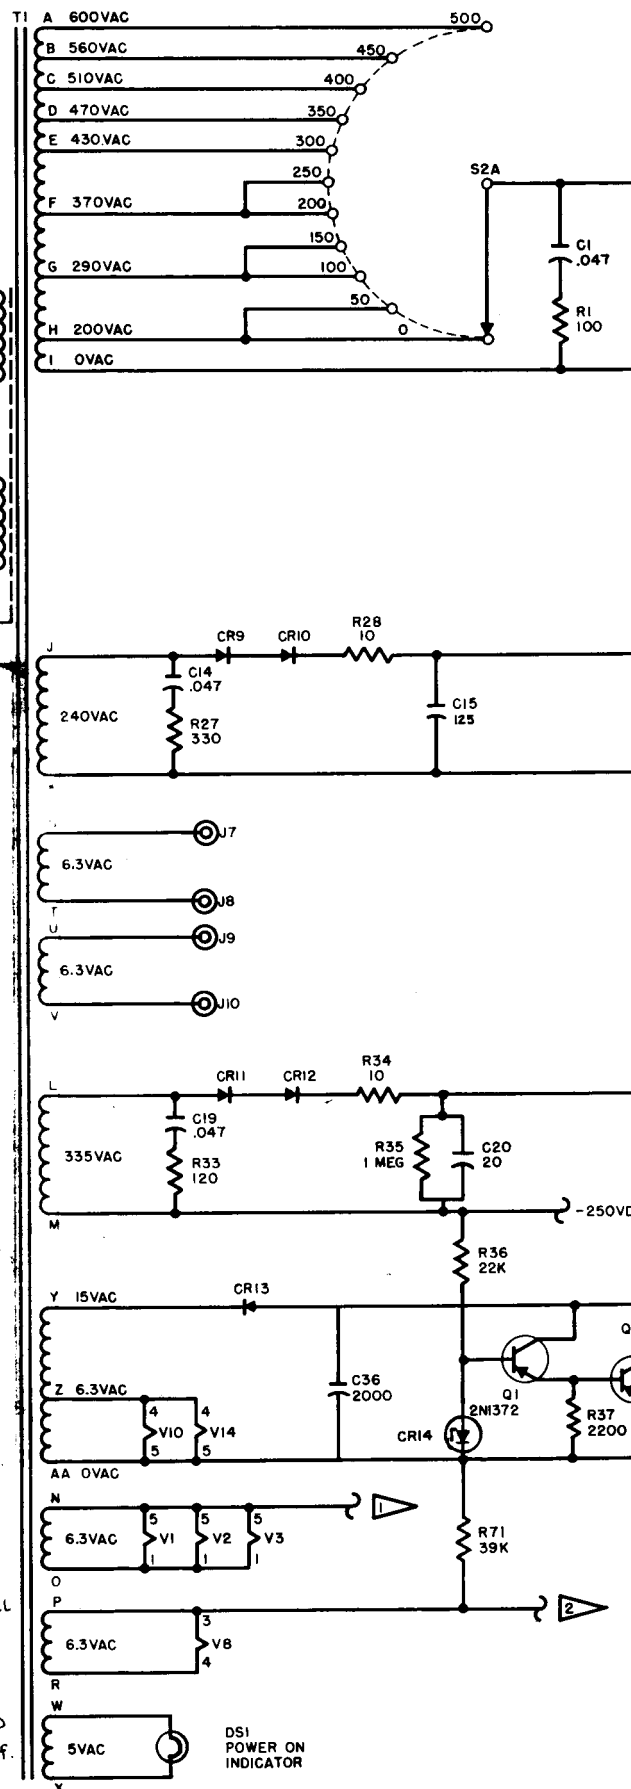 T1 A 600VAC 500
B 560VAC 450
C 510VAC 400
D 470VAC 350
E 430VAC 300
250
S2A
F 370VAC 200
150
C1
.047
G 290VAC 100
50
R1
100
H 200VAC 0
I 0VAC
J
CR9 CR10 R28
10
C14
.047
240VAC
R27
330
C15
125
J7
6.3VAC
J8
T
U
J9
6.3VAC
J10
V
L
CR11 CR12 R34
10
C19
.047
335VAC
R33
120
R35
1 MEG
C20
20
M
-250VD
R36
22K
Y 15VAC CR13
Q
C36
2000
Q1
2N1372
Z 6.3VAC
4 4
V10 V14
5 5
CR14
R37
2200
AA 0VAC
N
1
5 5 5
6.3VAC V1 V2 V3
1 1 1
R71
39K
O
P
2
3
6.3VAC V8
4
R
W
5VAC
DS1
POWER ON
INDICATOR
X